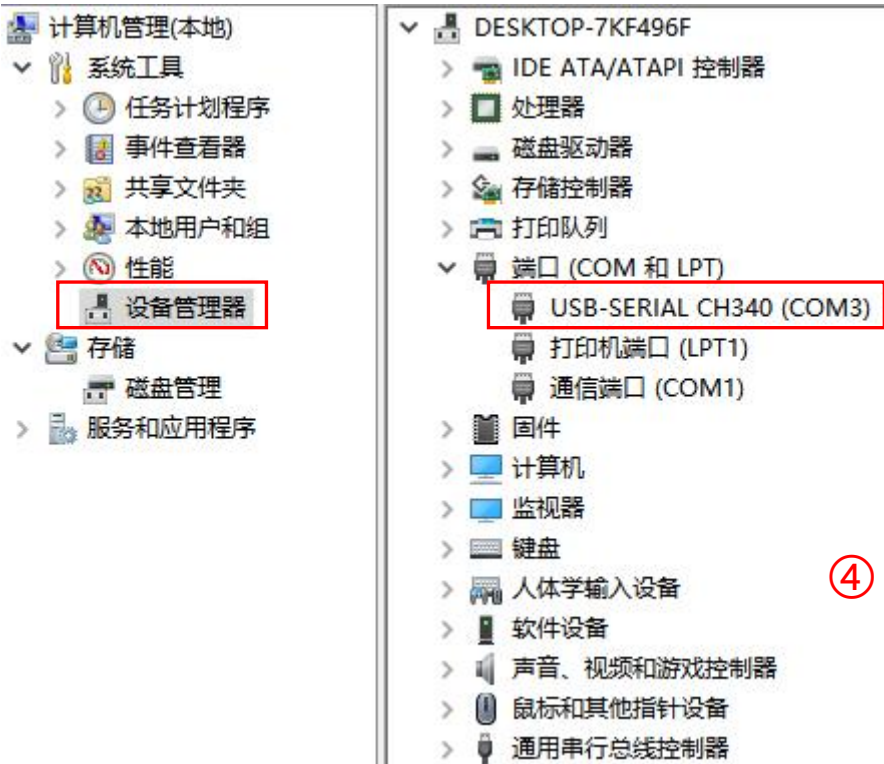 计算机管理(本地)
系统工具
任务计划程序
事件查看器
共享文件夹
本地用户和组
性能
设备管理器
存储
磁盘管理
服务和应用程序
DESKTOP-7KF496F
IDE ATA/ATAPI 控制器
处理器
磁盘驱动器
存储控制器
打印队列
端口 (COM 和 LPT)
USB-SERIAL CH340 (COM3)
打印机端口 (LPT1)
通信端口 (COM1)
固件
计算机
监视器
键盘
人体学输入设备
④
软件设备
声音、视频和游戏控制器
鼠标和其他指针设备
通用串行总线控制器